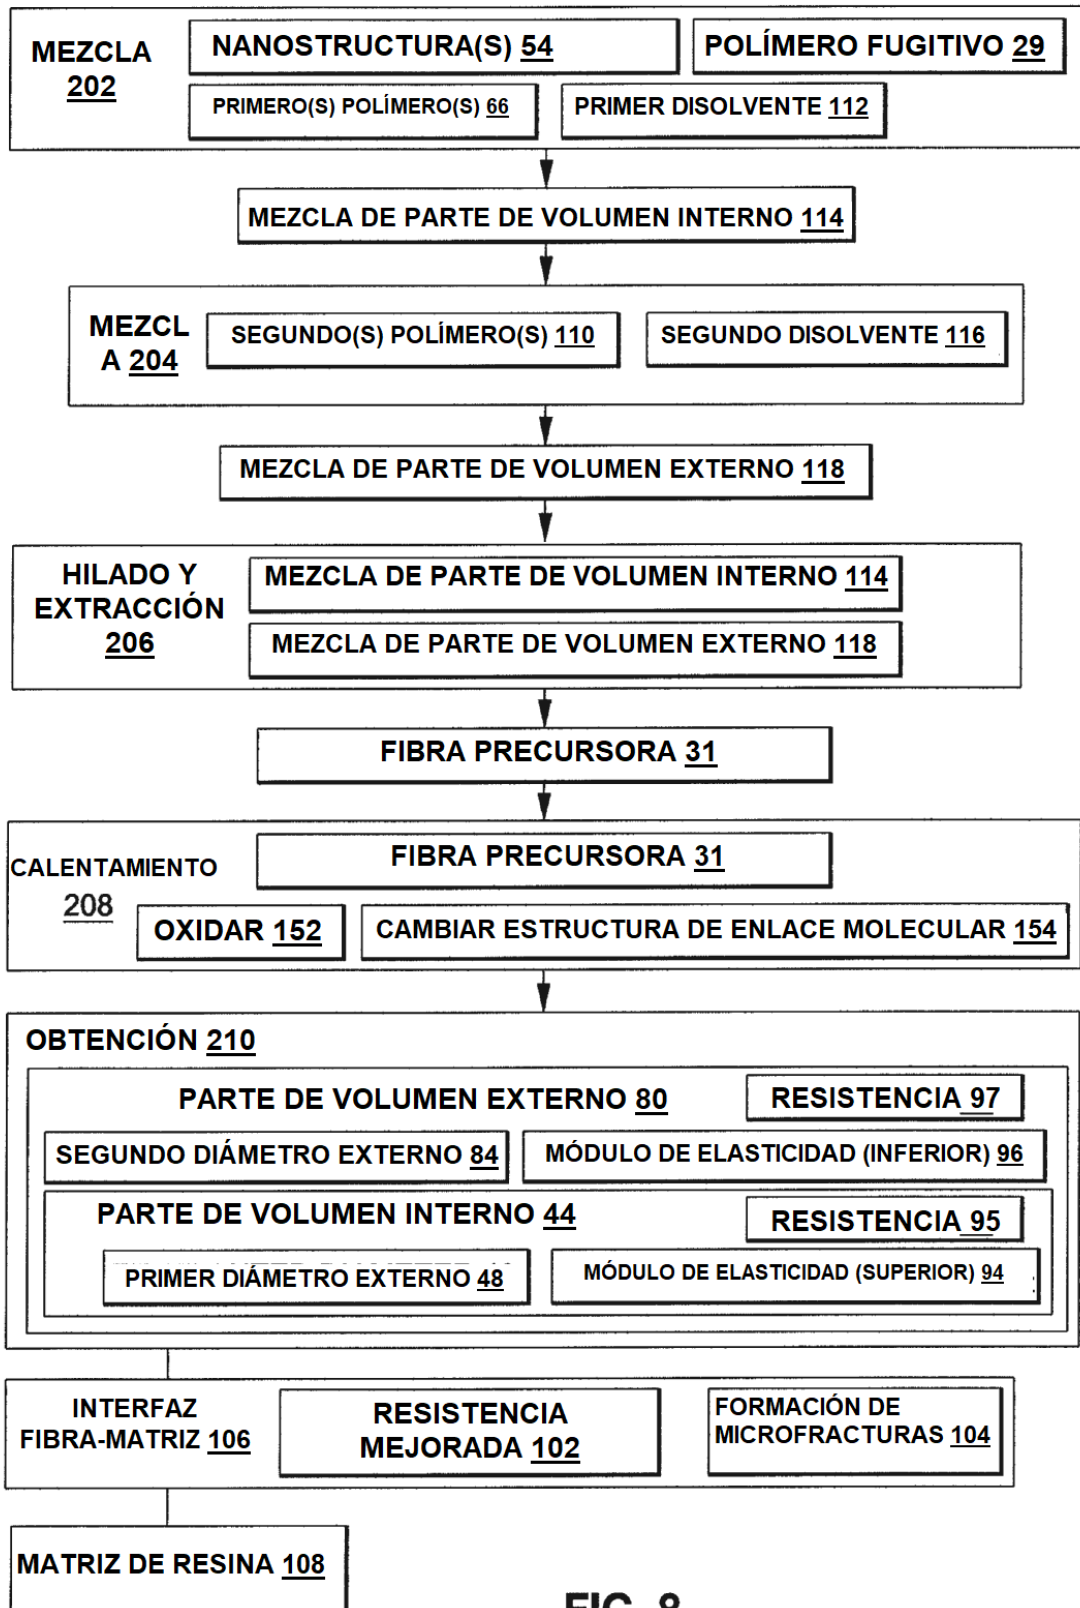 MEZCLA
202
NANOSTRUCTURA(S) 54
POLÍMERO FUGITIVO 29
PRIMERO(S) POLÍMERO(S) 66
PRIMER DISOLVENTE 112
MEZCLA DE PARTE DE VOLUMEN INTERNO 114
MEZCL
A 204
SEGUNDO(S) POLÍMERO(S) 110
SEGUNDO DISOLVENTE 116
MEZCLA DE PARTE DE VOLUMEN EXTERNO 118
HILADO Y
EXTRACCIÓN
206
MEZCLA DE PARTE DE VOLUMEN INTERNO 114
MEZCLA DE PARTE DE VOLUMEN EXTERNO 118
FIBRA PRECURSORA 31
CALENTAMIENTO
208
FIBRA PRECURSORA 31
OXIDAR 152
CAMBIAR ESTRUCTURA DE ENLACE MOLECULAR 154
OBTENCIÓN 210
PARTE DE VOLUMEN EXTERNO 80
RESISTENCIA 97
SEGUNDO DIÁMETRO EXTERNO 84
MÓDULO DE ELASTICIDAD (INFERIOR) 96
PARTE DE VOLUMEN INTERNO 44
RESISTENCIA 95
PRIMER DIÁMETRO EXTERNO 48
MÓDULO DE ELASTICIDAD (SUPERIOR) 94
INTERFAZ
FIBRA-MATRIZ 106
RESISTENCIA
MEJORADA 102
FORMACIÓN DE
MICROFRACTURAS 104
MATRIZ DE RESINA 108
FIG. 8